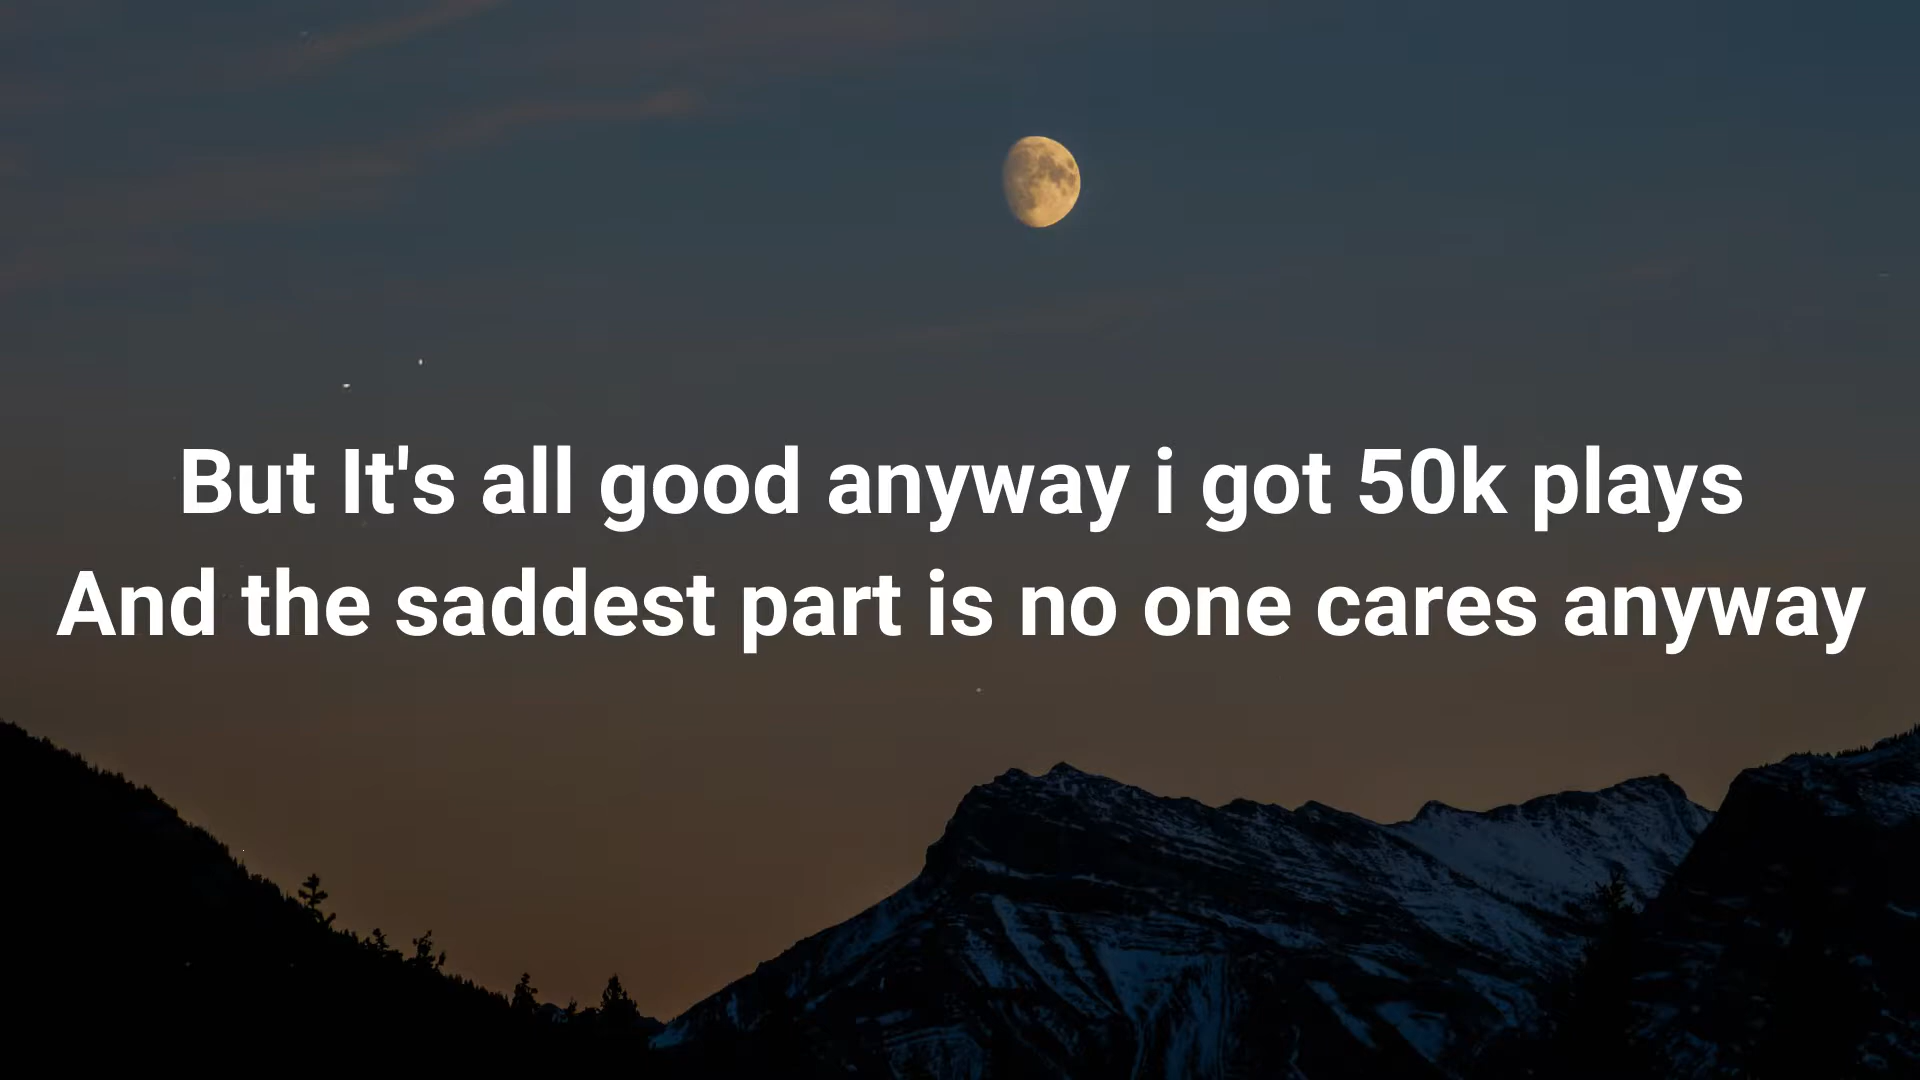 But It's all good anyway i got 50k plays
And the saddest part is no one cares anyway